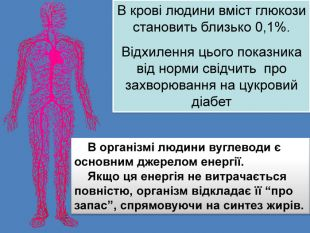 В крові людини вміст глюкози
становить близько 0,1%.
Відхилення цього показника
від норми свідчить про
захворювання на цукровий
діабет
В організмі людини вуглеводи є
основним джерелом енергії.
Якщо ця енергія не витрачається
повністю, організм відкладає її “про
запас”, спрямовуючи на синтез жирів.